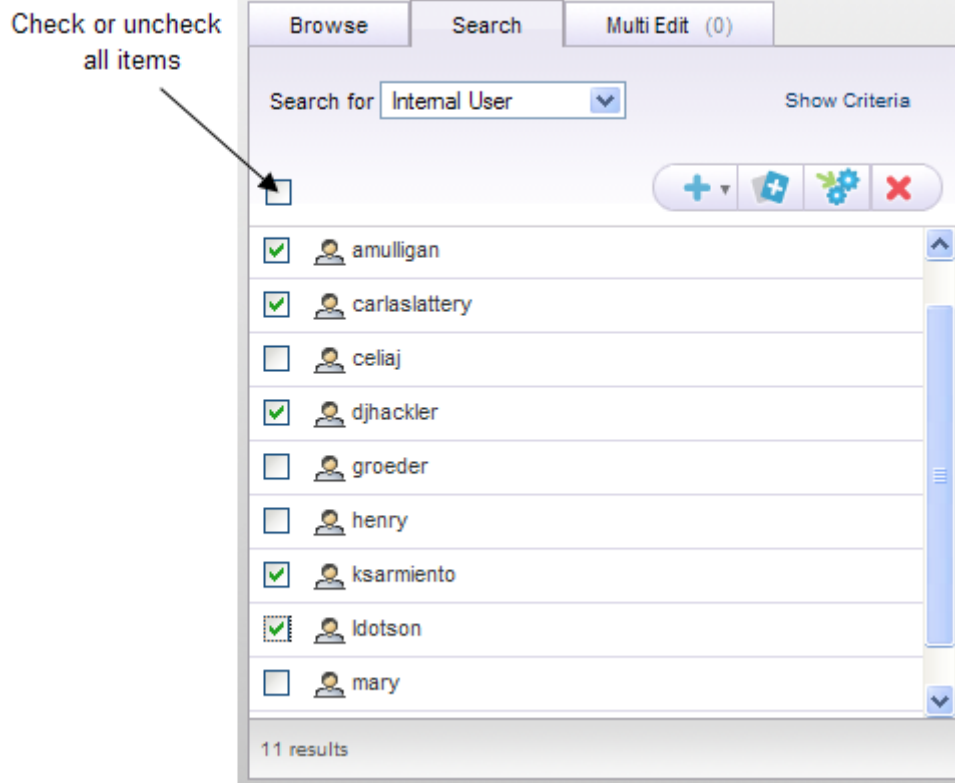 Check or uncheck
all items
Browse
Search
Multi Edit (0)
Search for
Internal User
Show Criteria
amulligan
carlaslattery
celiaj
djhackler
groeder
henry
ksarmiento
ldotson
mary
11 results